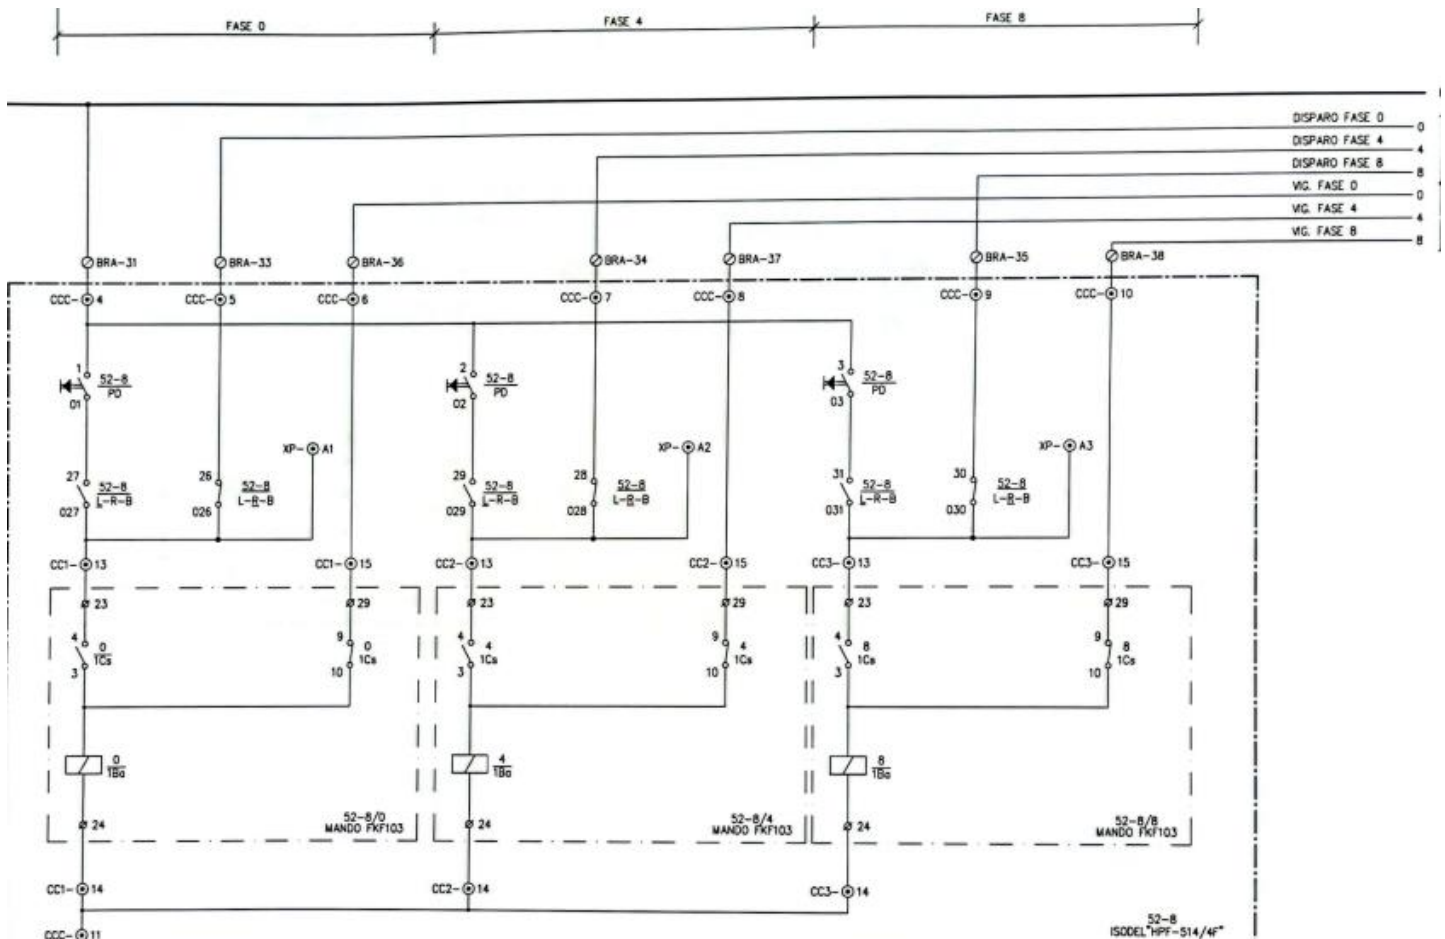 FASE 0
FASE 4
FASE 8
DISPARO FASE 0
0
DISPARO FASE 4
4
DISPARO FASE 8
8
VIG. FASE 0
0
VIG. FASE 4
4
VIG. FASE 8
8
BRA-31
BRA-33
BRA-36
BRA-34
BRA-37
BRA-35
BRA-38
CCC- 4
CCC- 5
CCC- 6
CCC- 7
CCC- 8
CCC- 9
CCC- 10
1
52-8
PD
01
2
52-8
PD
02
3
52-8
PD
03
XP- A1
XP- A2
XP- A3
27
52-8
L-R-B
027
26
52-8
L-R-B
026
29
52-8
L-R-B
029
28
52-8
L-R-B
028
31
52-8
L-R-B
031
30
52-8
L-R-B
030
CC1- 13
CC1- 15
CC2- 13
CC2- 15
CC3- 13
CC3- 15
23
29
23
29
23
29
4
0
1Cs
3
9
0
1Cs
10
4
4
1Cs
3
9
4
1Cs
10
4
8
1Cs
3
9
8
1Cs
10
0
1Ba
4
1Ba
8
1Ba
24
52-8/0
MANDO FKF103
24
52-8/4
MANDO FKF103
24
52-8/8
MANDO FKF103
CC1- 14
CC2- 14
CC3- 14
CCC- 11
52-8
ISODEL"HPF-514/4F"